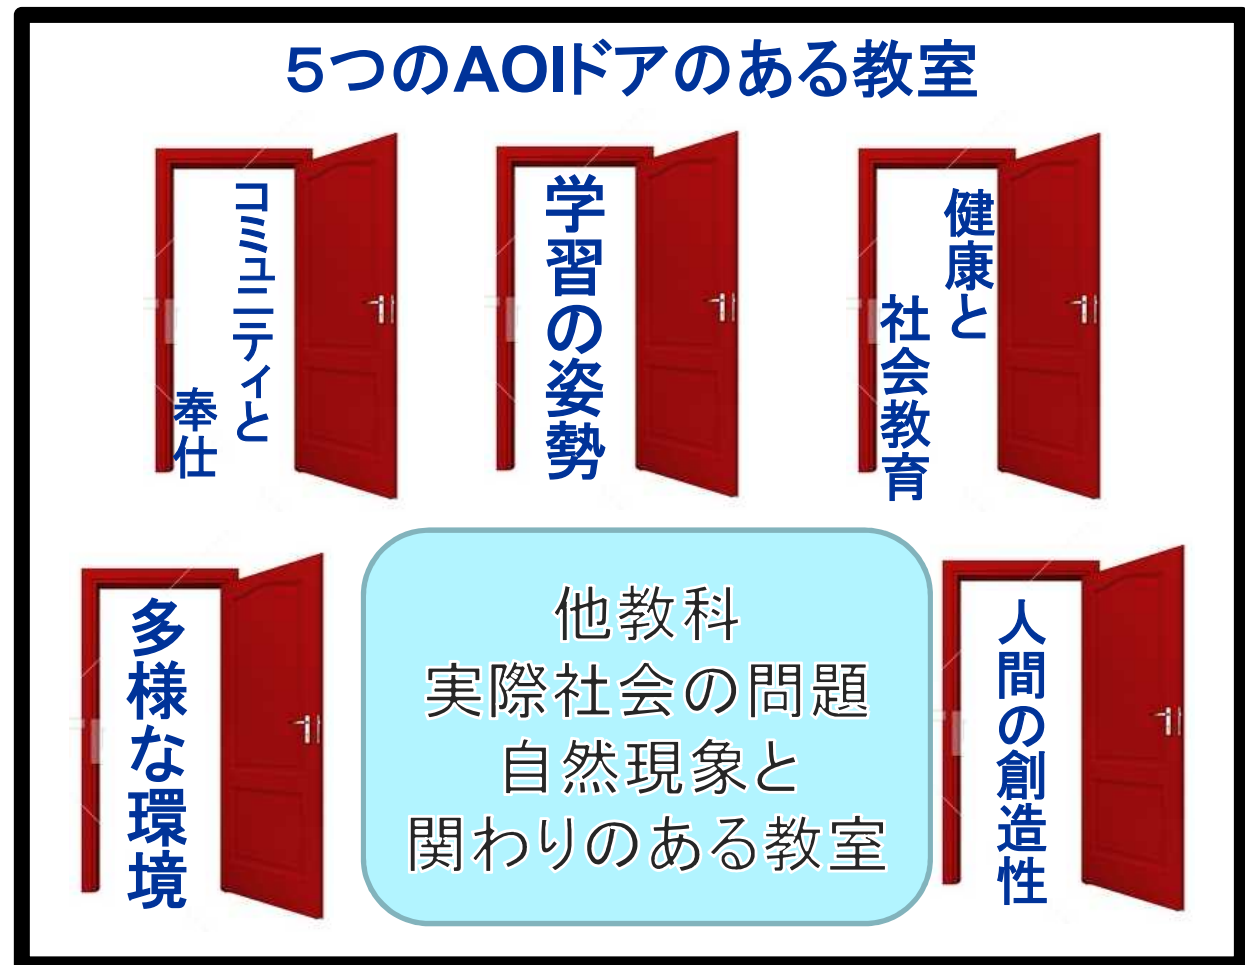 ５つのAOIドアのある教室
コミュニティと
奉仕
学習の姿勢
健康と
社会教育
多様な環境
他教科
実際社会の問題
自然現象と
関わりのある教室
人間の創造性